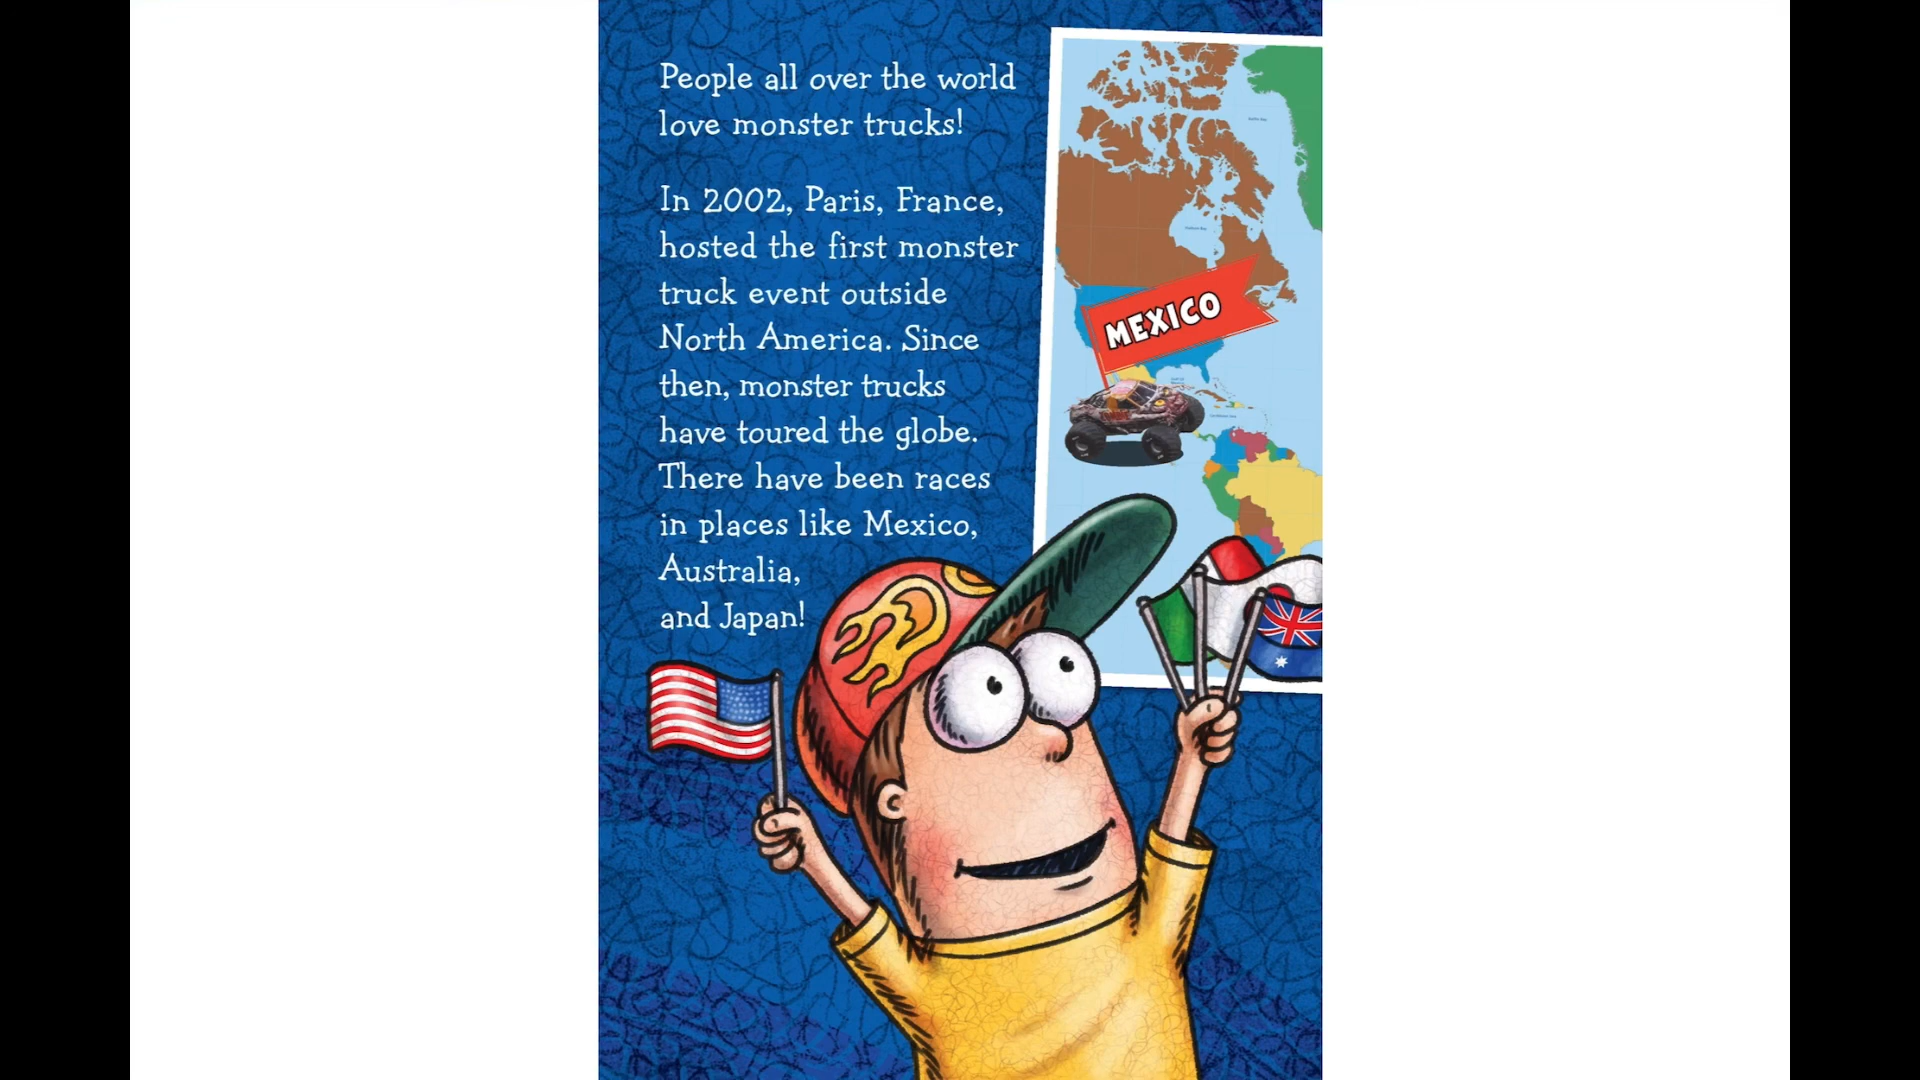 People all over the world
love monster trucks!
In 2002, Paris, France,
hosted the first monster
truck event outside
North America. Since
then, monster trucks
have toured the globe.
There have been races
in places like Mexico,
Australia,
and Japan!
MEXICO